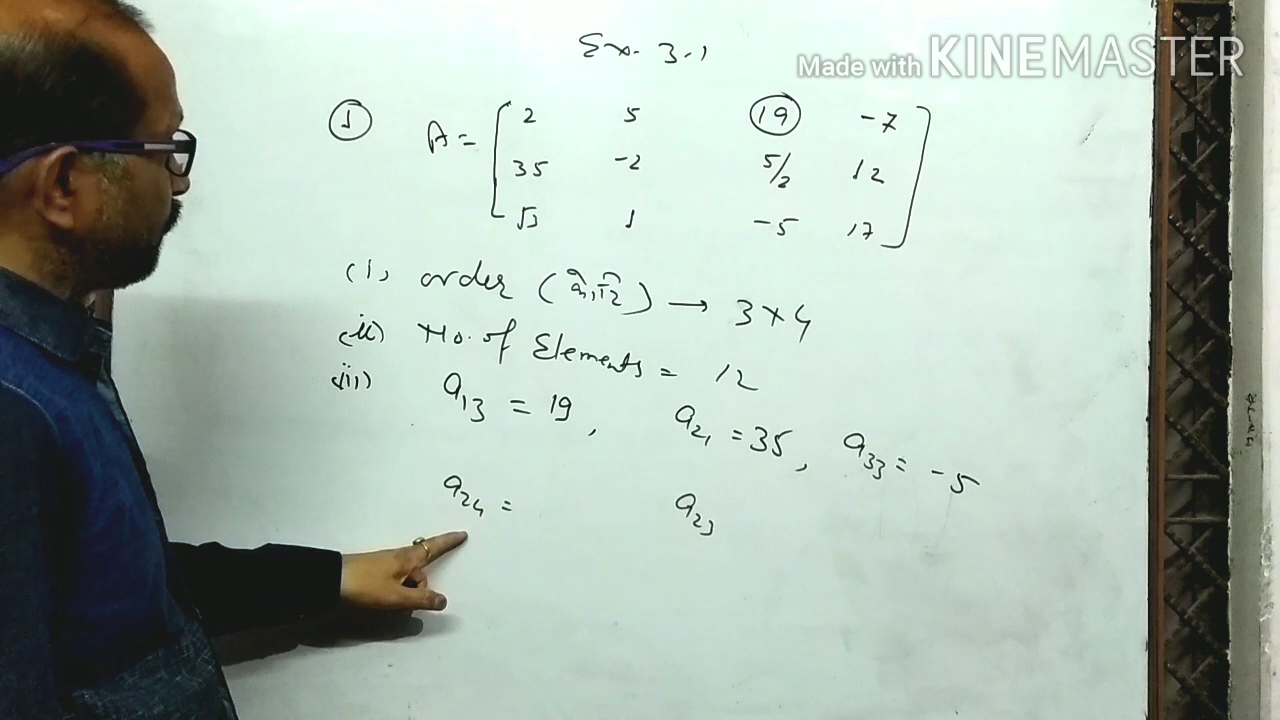 Ex. 3.1
Made with KINEMASTER
1 A = [ 2 5 19 -7
35 -2 5/2 12
√3 1 -5 17 ]
(i) order ( ) → 3×4
(ii) No. of Elements = 12
iii) a13 = 19, a21 = 35, a33 = -5
a24 = a23